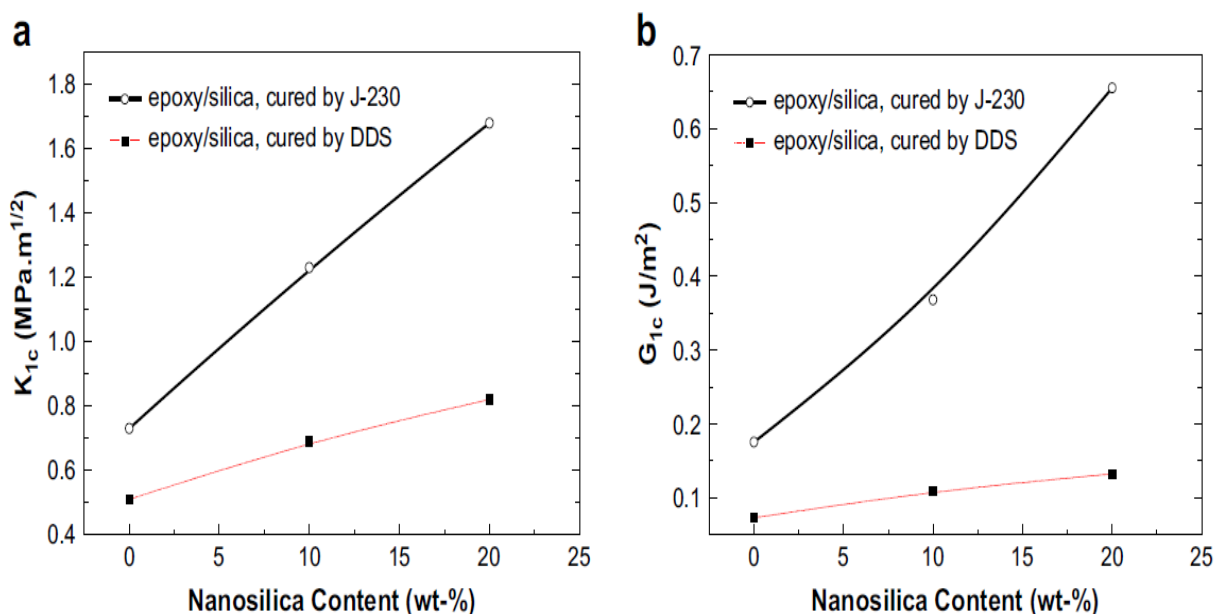 a
K1c (MPa.m1/2)
1.8
1.6
1.4
1.2
1.0
0.8
0.6
0.4
epoxy/silica, cured by J-230
epoxy/silica, cured by DDS
0 5 10 15 20 25
Nanosilica Content (wt-%)
b
G1c (J/m2)
0.7
0.6
0.5
0.4
0.3
0.2
0.1
epoxy/silica, cured by J-230
epoxy/silica, cured by DDS
0 5 10 15 20 25
Nanosilica Content (wt-%)